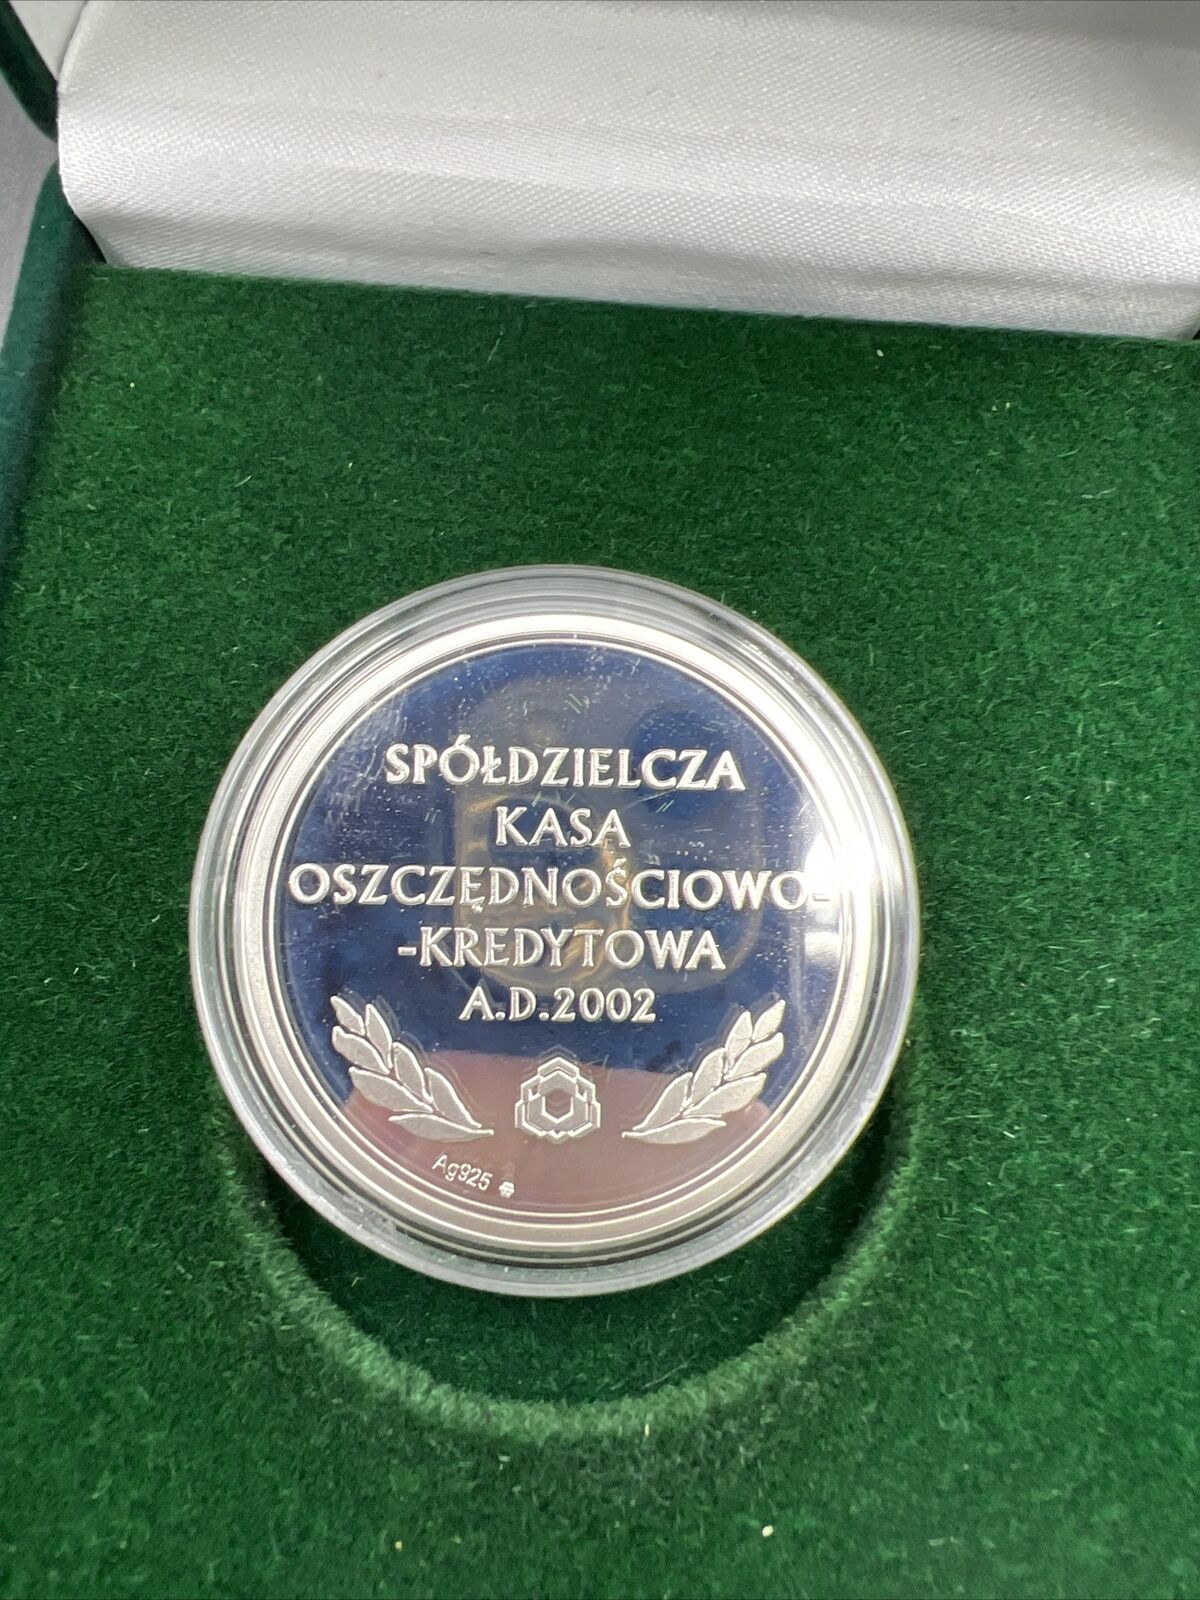 SPÓŁDZIELCZA
KASA
OSZCZĘDNOŚCIOWO-
-KREDYTOWA
A.D.2002
Ag925